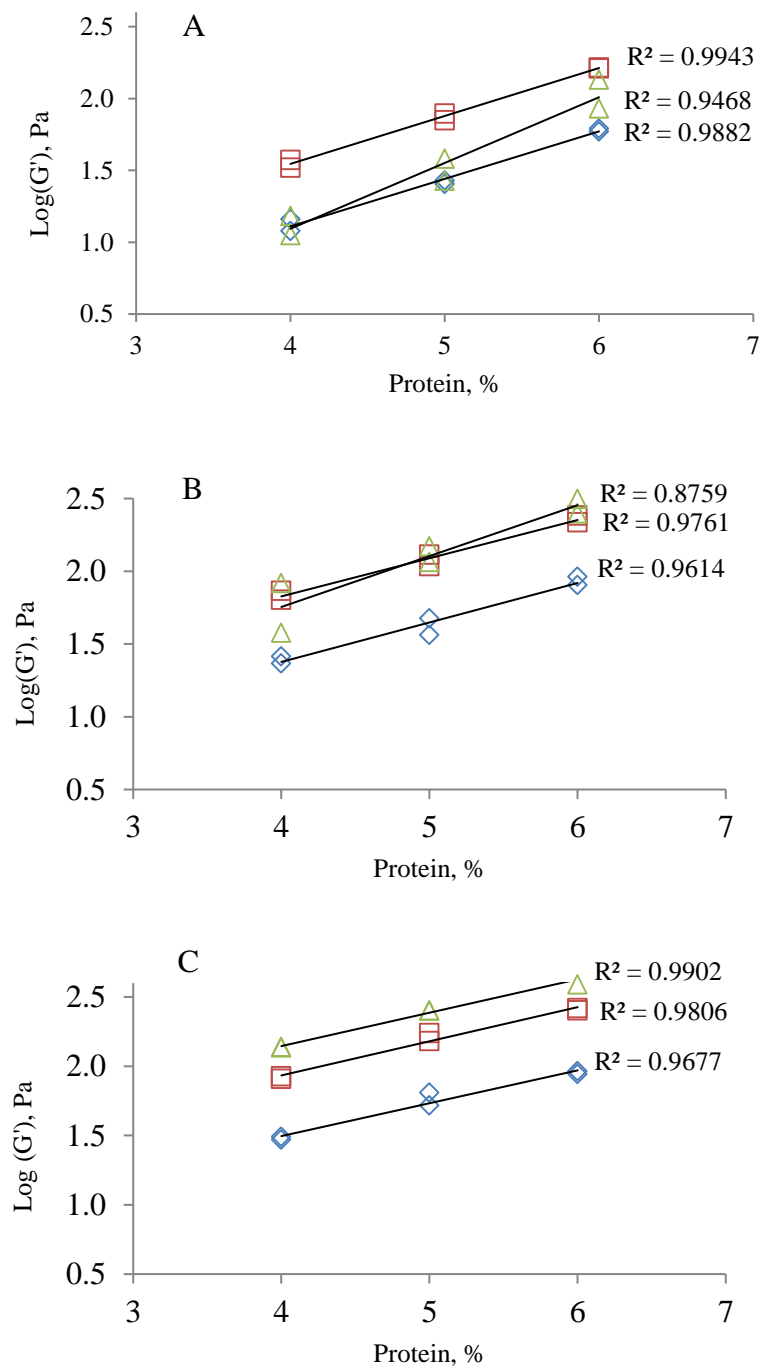 A
2.5
2.0
1.5
1.0
0.5
3
4
5
6
7
Log(G'), Pa
Protein, %
R² = 0.9943
R² = 0.9468
R² = 0.9882
B
2.5
2.0
1.5
1.0
0.5
3
4
5
6
7
Log(G'), Pa
Protein, %
R² = 0.8759
R² = 0.9761
R² = 0.9614
C
2.5
2.0
1.5
1.0
0.5
3
4
5
6
7
Log (G'), Pa
Protein, %
R² = 0.9902
R² = 0.9806
R² = 0.9677